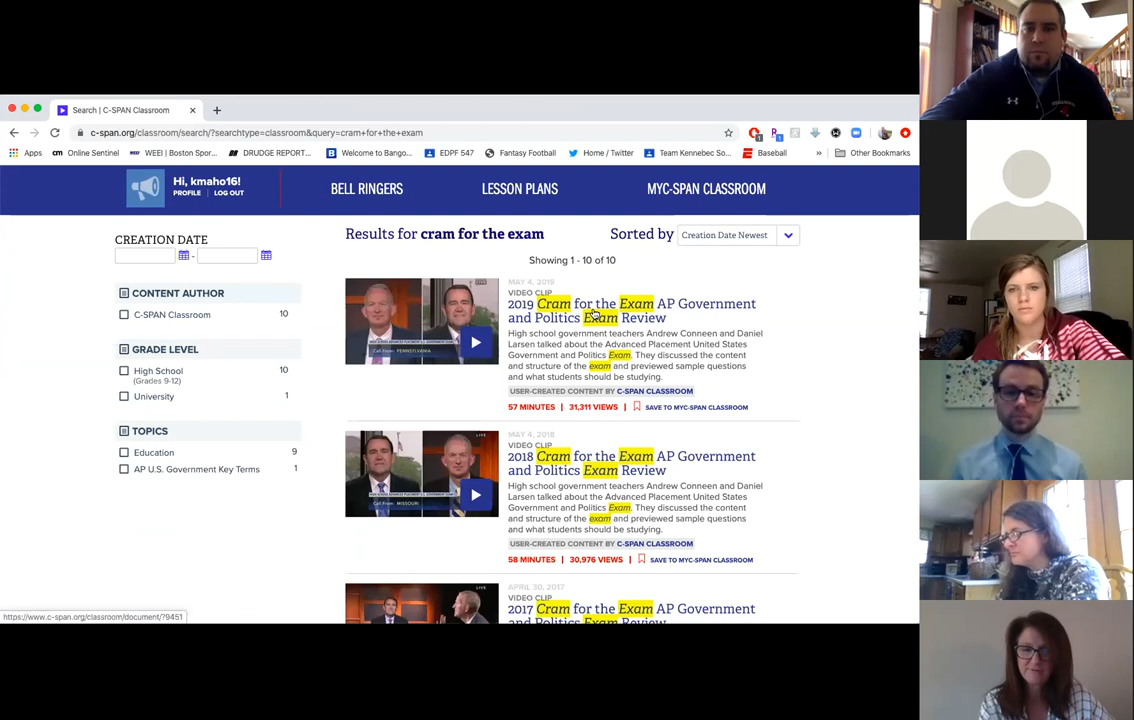 Search | C-SPAN Classroom
c-span.org/classroom/search/?searchtype=classroom&query=cram+for+the+exam
Apps
Online Sentinel
WEEI | Boston Spor...
DRUDGE REPORT...
Welcome to Bango...
EDPF 547
Fantasy Football
Home / Twitter
Team Kennebec So...
Baseball
»
Other Bookmarks
Hi, kmaho16!
PROFILE | LOG OUT
BELL RINGERS
LESSON PLANS
MYC-SPAN CLASSROOM
CREATION DATE
-
CONTENT AUTHOR
C-SPAN Classroom 10
GRADE LEVEL
High School 10
(Grades 9-12)
University 1
TOPICS
Education 9
AP U.S. Government Key Terms 1
Results for cram for the exam
Sorted by Creation Date Newest
Showing 1 - 10 of 10
MAY 4, 2019
VIDEO CLIP
2019 Cram for the Exam AP Government
and Politics Exam Review
High school government teachers Andrew Conneen and Daniel
Larsen talked about the Advanced Placement United States
Government and Politics Exam. They discussed the content
and structure of the exam and previewed sample questions
and what students should be studying.
USER-CREATED CONTENT BY C-SPAN CLASSROOM
57 MINUTES | 31,311 VIEWS | SAVE TO MYC-SPAN CLASSROOM
Call From: PENNSYLVANIA
MAY 4, 2018
VIDEO CLIP
2018 Cram for the Exam AP Government
and Politics Exam Review
High school government teachers Andrew Conneen and Daniel
Larsen talked about the Advanced Placement United States
Government and Politics Exam. They discussed the content
and structure of the exam and previewed sample questions
and what students should be studying.
USER-CREATED CONTENT BY C-SPAN CLASSROOM
58 MINUTES | 30,976 VIEWS | SAVE TO MYC-SPAN CLASSROOM
LIVE
Call From: MISSOURI
APRIL 30, 2017
VIDEO CLIP
2017 Cram for the Exam AP Government
and Politics Exam Review
LIVE
https://www.c-span.org/classroom/document/?9451